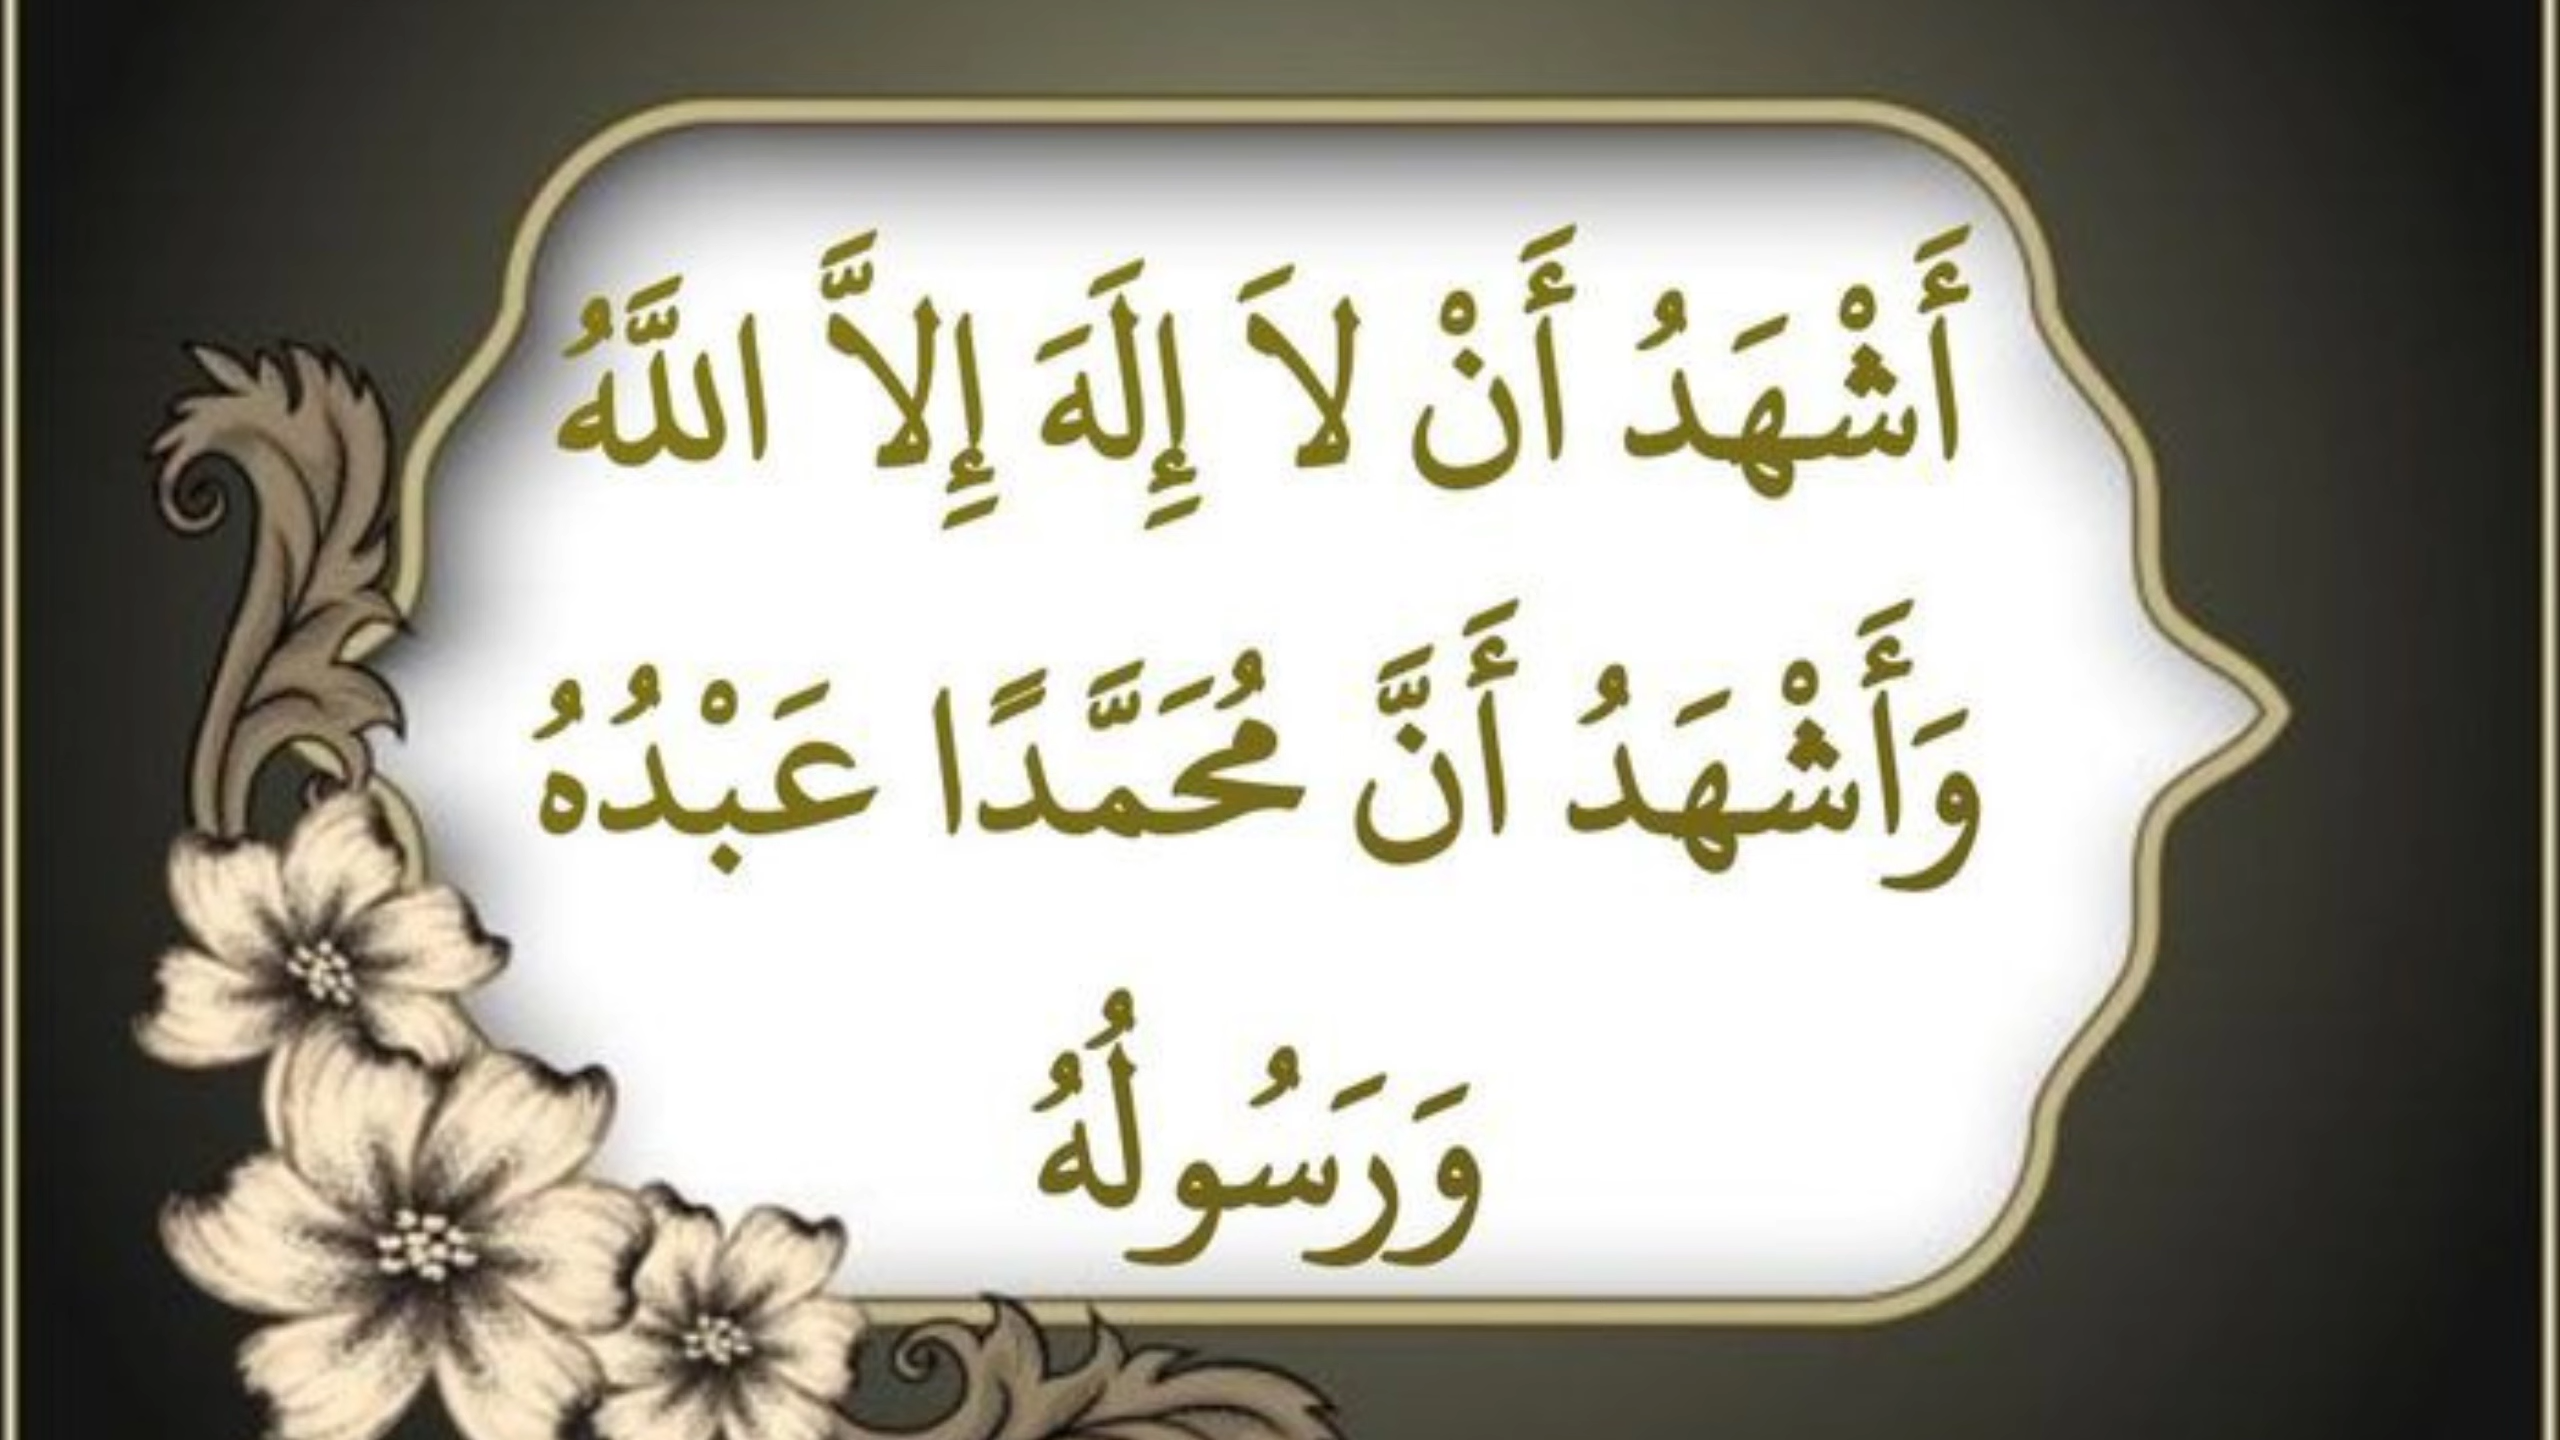 أَشْهَدُ أَنْ لاَ إِلَهَ إِلاَّ اللَّهُ
وَأَشْهَدُ أَنَّ مُحَمَّدًا عَبْدُهُ
وَرَسُولُهُ